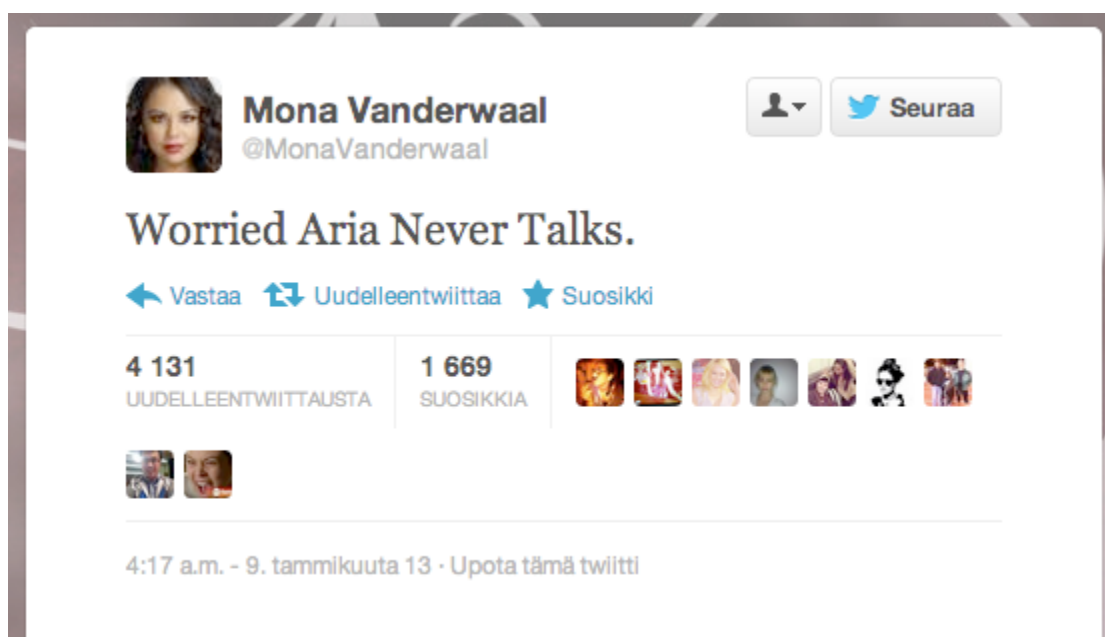 Mona Vanderwaal
@MonaVanderwaal
Seuraa
Worried Aria Never Talks.
Vastaa Uudelleentwiittaa Suosikki
4 131 1 669
UUDELLEENTWIITTAUSTA SUOSIKKIA
4:17 a.m. - 9. tammikuuta 13 · Upota tämä twiitti